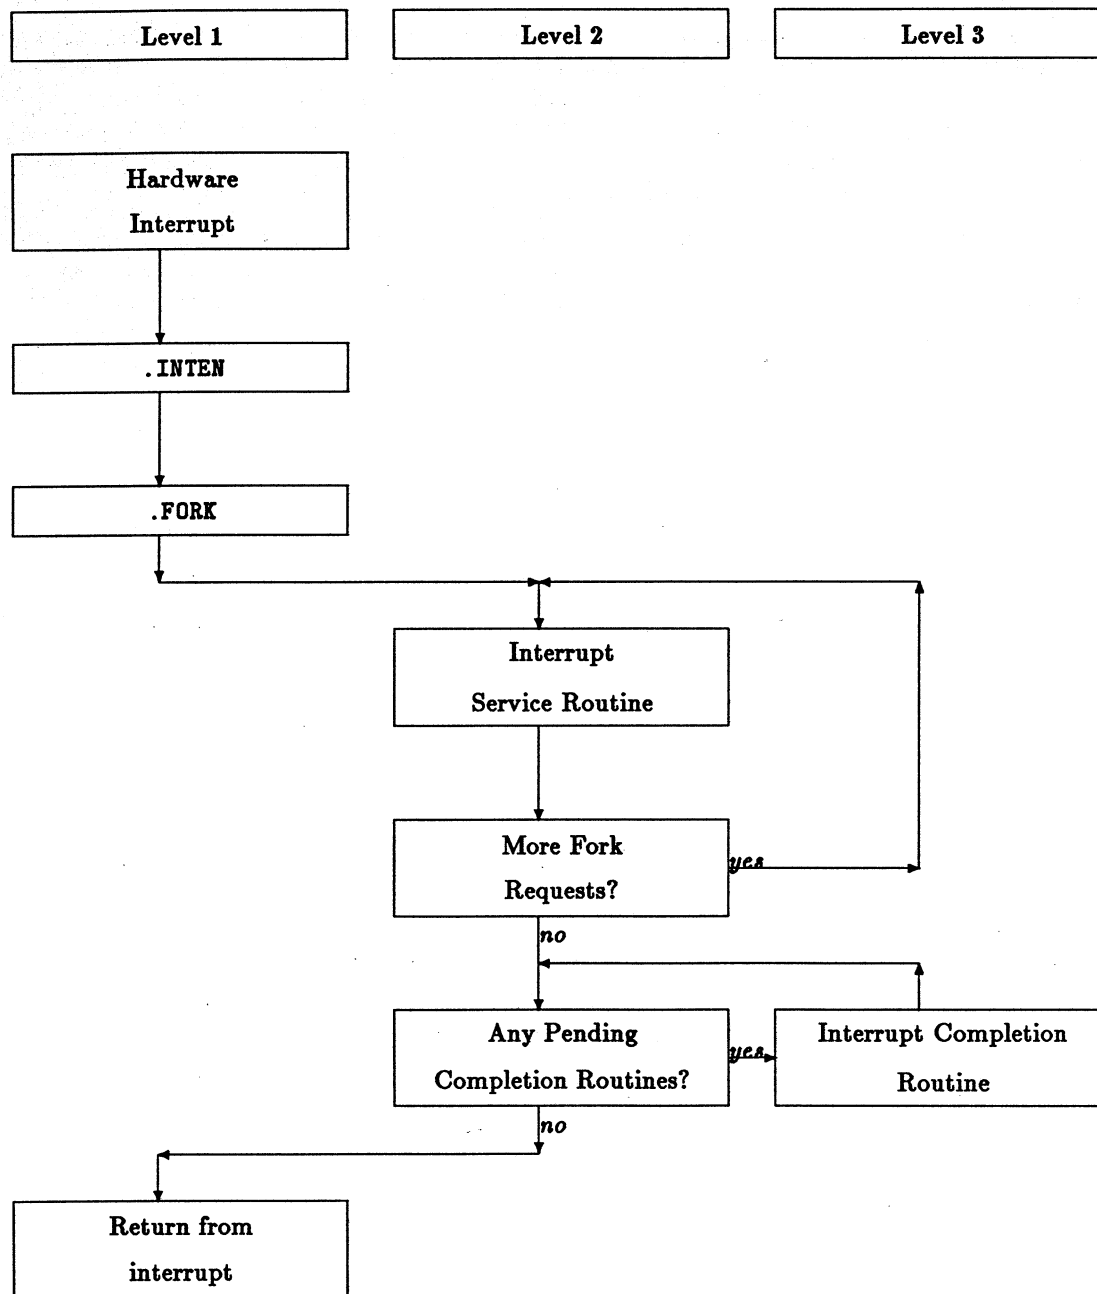 Level 1
Level 2
Level 3
Hardware
Interrupt
.INTEN
.FORK
Interrupt
Service Routine
More Fork
Requests?
yes
no
Any Pending
Completion Routines?
yes
Interrupt Completion
Routine
no
Return from
interrupt